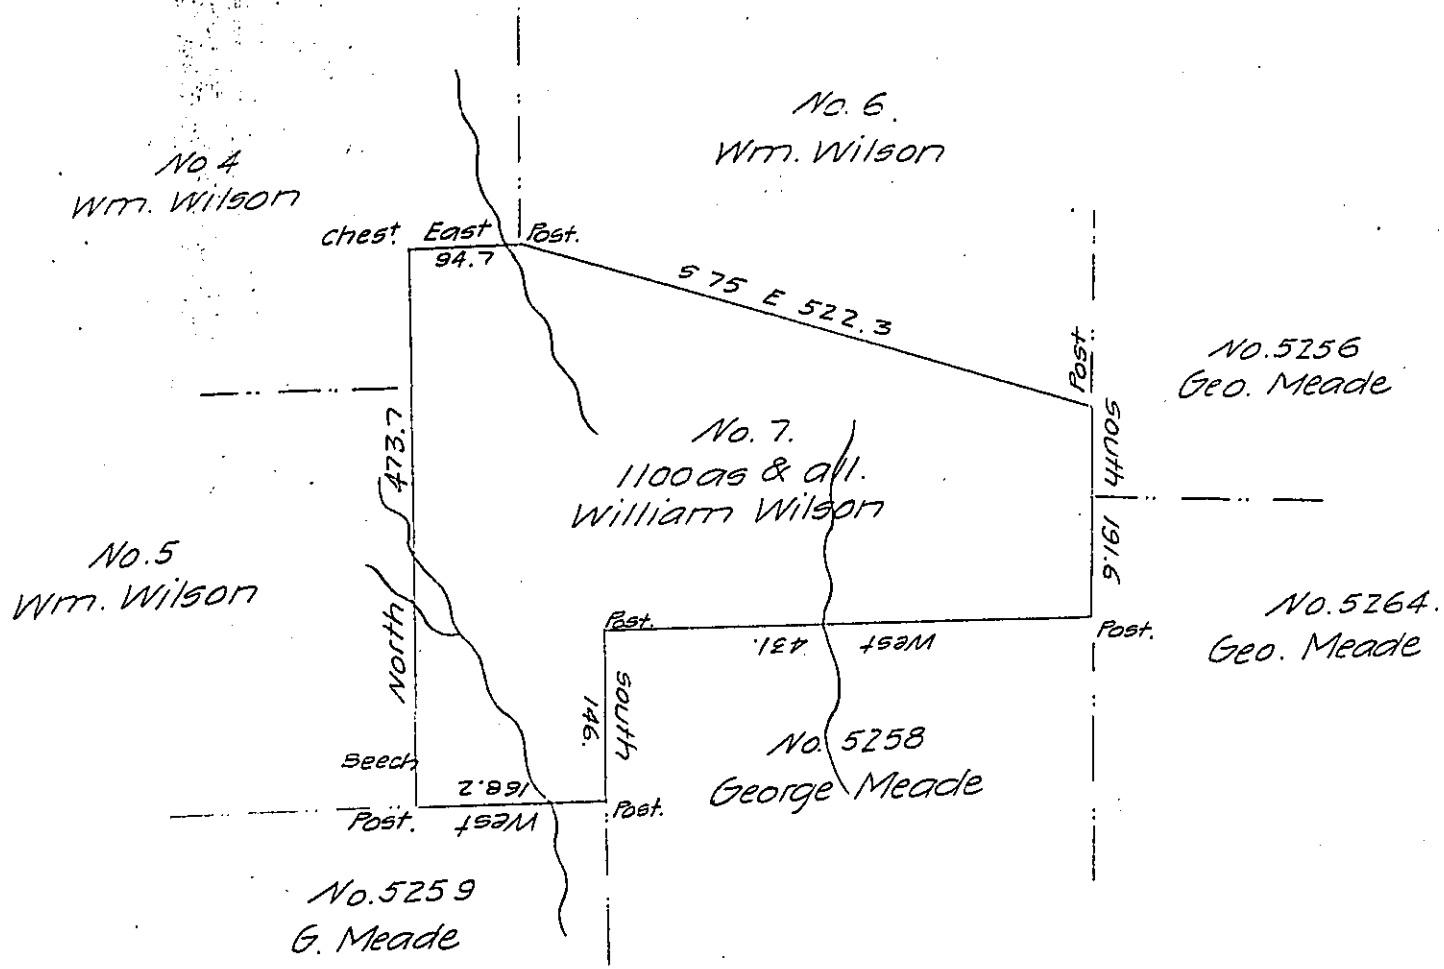 No. 6.
Wm. Wilson
No 4
Wm. Wilson
Chest. East Post.
94.7
S 75 E 522.3
Post.
No. 5256
Geo. Meade
South 191.6
473.7
North
No. 7.
1100 as & all.
William Wilson
No. 5
Wm. Wilson
Post.
West 431.
Post.
No. 5264.
Geo. Meade
South
146.
No. 5258
George Meade
Beech
168.2
West
Post.
Post.
No. 5259
G. Meade